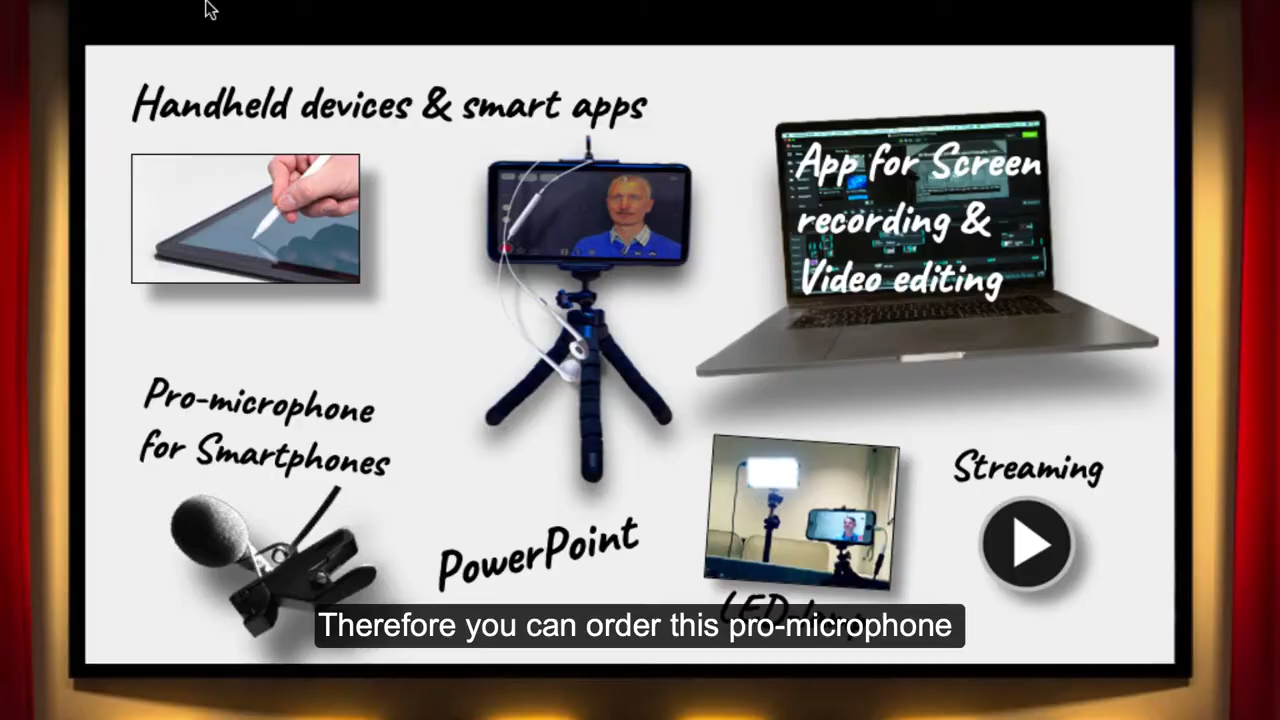 Handheld devices & smart apps
App for Screen
recording &
Video editing
Pro-microphone
for Smartphones
Streaming
PowerPoint
Therefore you can order this pro-microphone